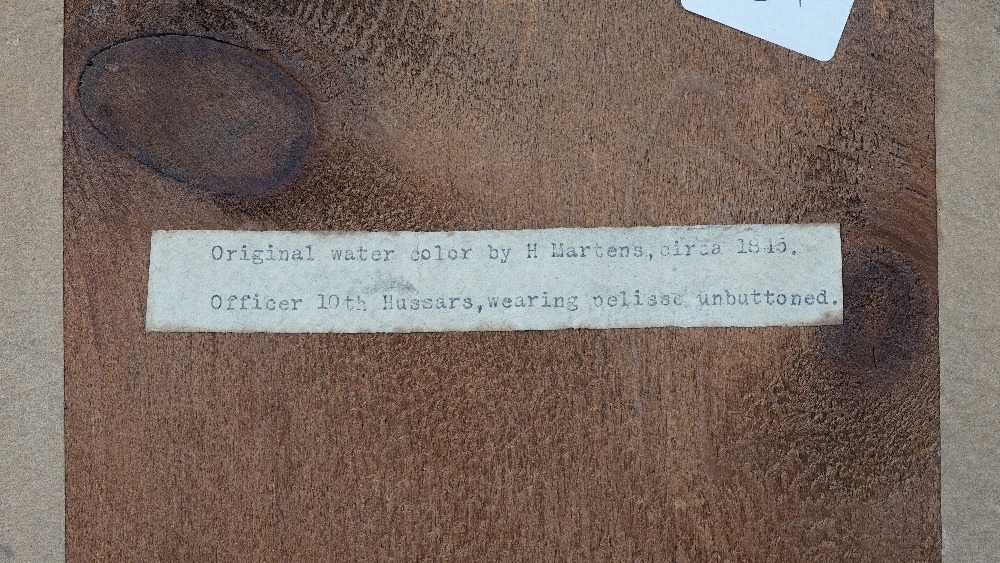 Original water color by H Martens,circa 1845.
Officer 10th Hussars,wearing pelisse unbuttoned.